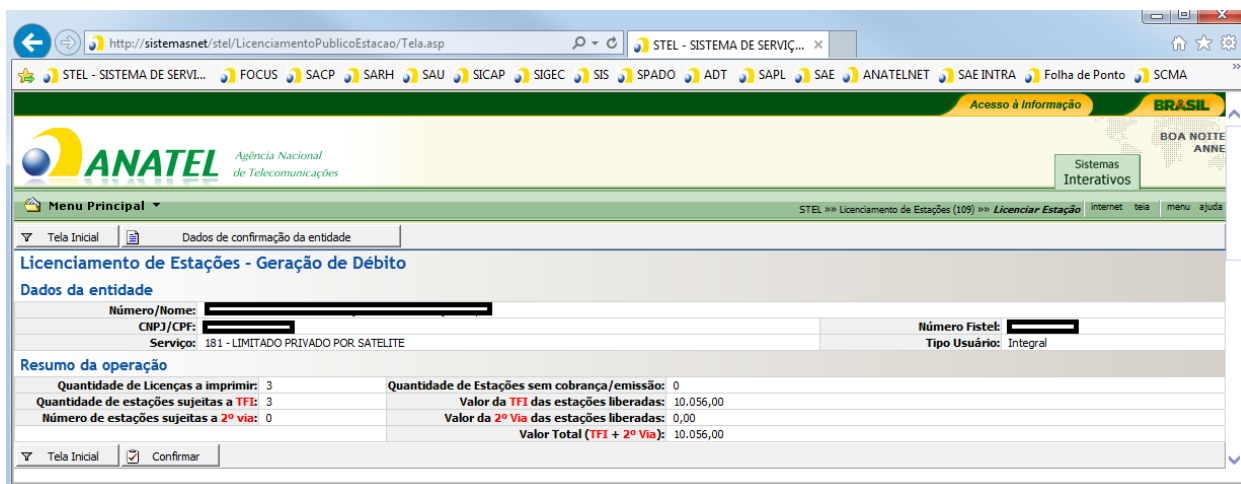 http://sistemasnet/stel/LicenciamentoPublicoEstacao/Tela.asp STEL - SISTEMA DE SERVIÇ...
STEL - SISTEMA DE SERVI... FOCUS SACP SARH SAU SICAP SIGEC SIS SPADO ADT SAPL SAE ANATELNET SAE INTRA Folha de Ponto SCMA
Acesso à Informação BRASIL
ANATEL Agência Nacional
de Telecomunicações
BOA NOITE
ANNE
Sistemas
Interativos
Menu Principal STEL »» Licenciamento de Estações (109) »» Licenciar Estação internet teia menu ajuda
Tela Inicial Dados de confirmação da entidade
Licenciamento de Estações - Geração de Débito
Dados da entidade
Número/Nome:
CNPJ/CPF: Número Fistel:
Serviço: 181 - LIMITADO PRIVADO POR SATELITE Tipo Usuário: Integral
Resumo da operação
Quantidade de Licenças a imprimir: 3 Quantidade de Estações sem cobrança/emissão: 0
Quantidade de estações sujeitas a TFI: 3 Valor da TFI das estações liberadas: 10.056,00
Número de estações sujeitas a 2º via: 0 Valor da 2º Via das estações liberadas: 0,00
Valor Total (TFI + 2º Via): 10.056,00
Tela Inicial Confirmar